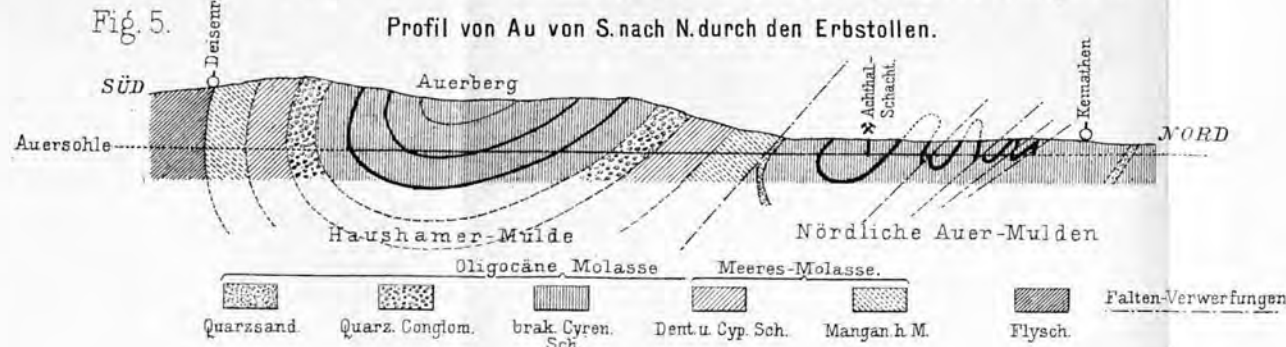 Fig. 5.
Profil von Au von S. nach N. durch den Erbstollen.
Deisenr
SÜD
Auerberg
Achthal-
Schacht.
Kemathen
NORD
Auersohle
Haushamer-Mulde
Nördliche Auer-Mulden
Oligocäne Molasse
Meeres-Molasse.
Quarzsand.
Quarz. Conglom.
brak. Cyren.
Sch.
Dent. u. Cyp. Sch.
Mangan. h. M.
Flysch.
Falten-Verwerfungen